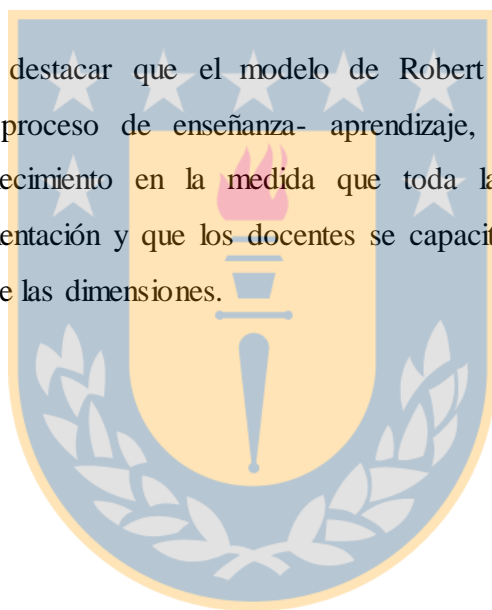 destacar que el modelo de Robert
proceso de enseñanza- aprendizaje,
ecimiento en la medida que toda la
entación y que los docentes se capacit
e las dimensiones.